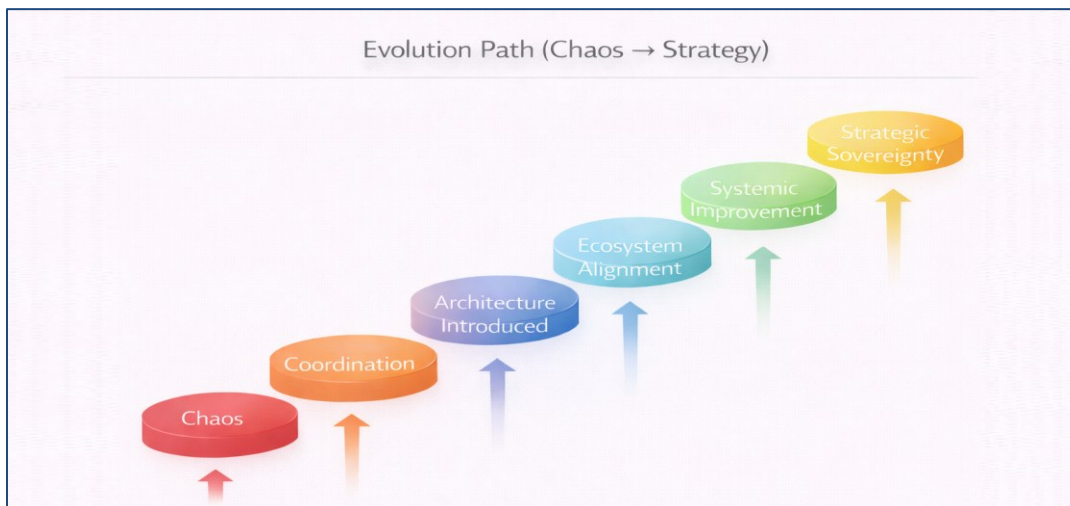 Evolution Path (Chaos → Strategy)
Strategic
Sovereignty
Systemic
Improvement
Ecosystem
Alignment
Architecture
Introduced
Coordination
Chaos